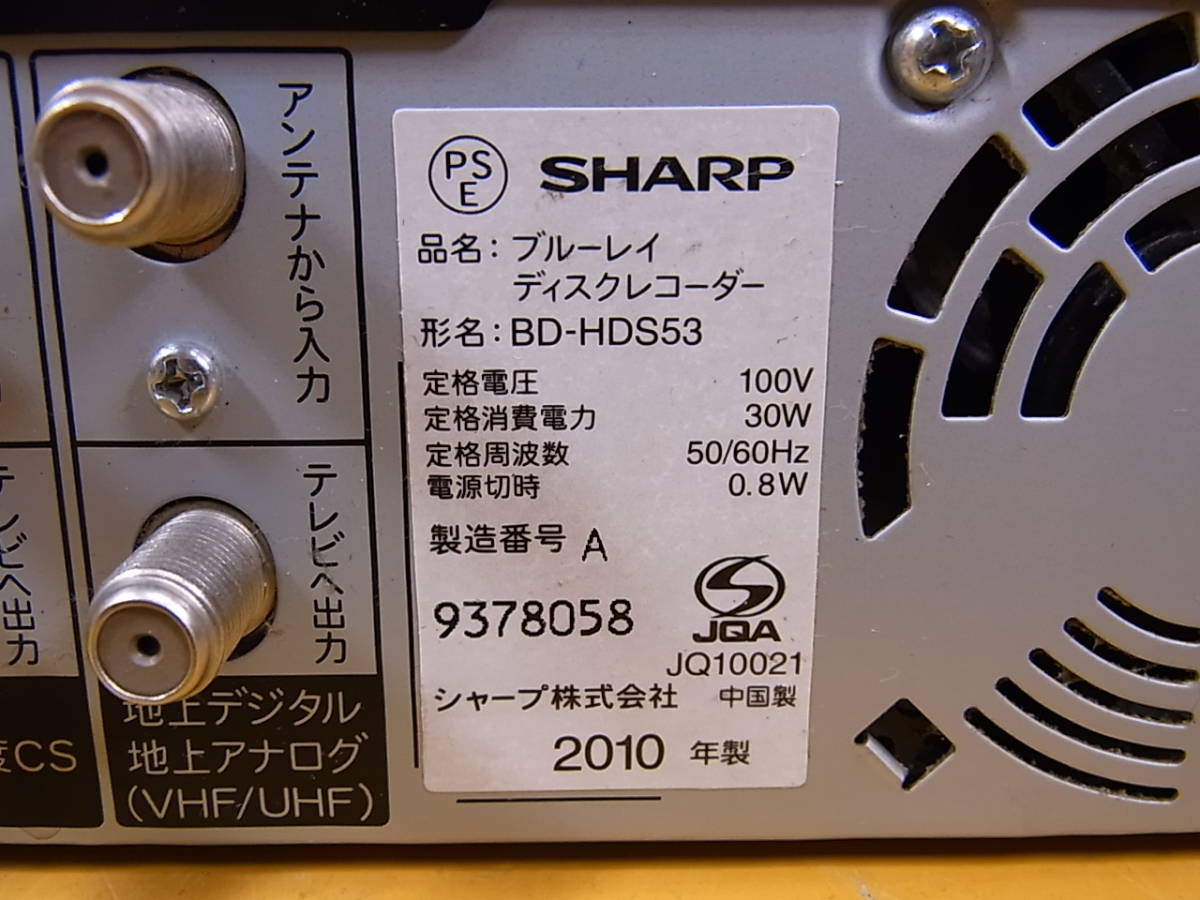 アンテナから入力
テレビへ出力
地上デジタル
地上アナログ
(VHF/UHF)
テレビへ出力
度CS
PS
E
SHARP
品名：ブルーレイ
ディスクレコーダー
形名：BD-HDS53
定格電圧 100V
定格消費電力 30W
定格周波数 50/60Hz
電源切時 0.8W
製造番号 A
9378058
JQA
JQ10021
シャープ株式会社 中国製
2010 年製